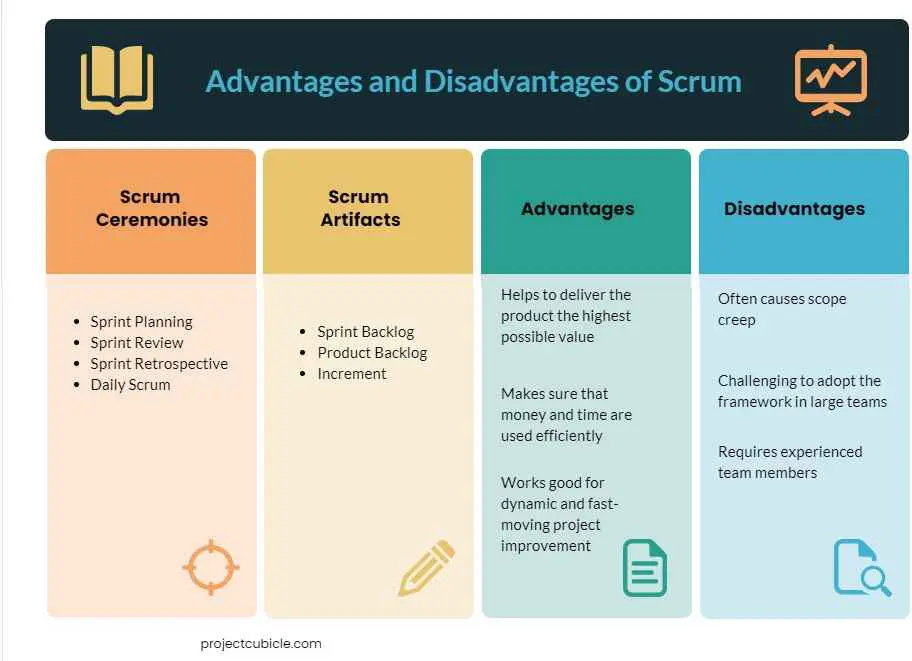 Advantages and Disadvantages of Scrum
Scrum
Ceremonies
• Sprint Planning
• Sprint Review
• Sprint Retrospective
• Daily Scrum
Scrum
Artifacts
• Sprint Backlog
• Product Backlog
• Increment
Advantages
Helps to deliver the
product the highest
possible value
Makes sure that
money and time are
used efficiently
Works good for
dynamic and fast-
moving project
improvement
Disadvantages
Often causes scope
creep
Challenging to adopt the
framework in large teams
Requires experienced
team members
projectcubicle.com